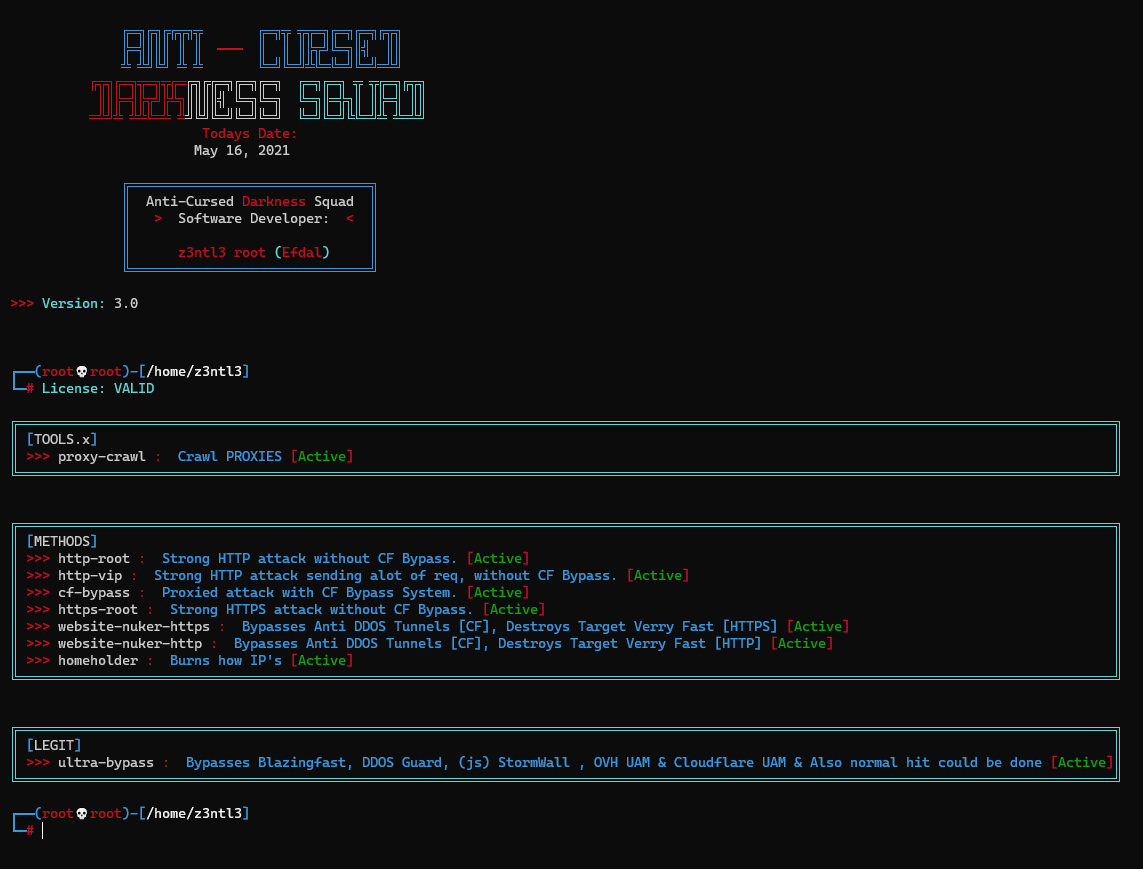 ANTI — CURSED
DARKNESS SQUAD
Todays Date:
May 16, 2021
Anti-Cursed Darkness Squad
> Software Developer: <
z3ntl3 root (Efdal)
>>> Version: 3.0
┌──(root💀root)-[/home/z3ntl3]
└─# License: VALID
[TOOLS.x]
>>> proxy-crawl : Crawl PROXIES [Active]
[METHODS]
>>> http-root : Strong HTTP attack without CF Bypass. [Active]
>>> http-vip : Strong HTTP attack sending alot of req, without CF Bypass. [Active]
>>> cf-bypass : Proxied attack with CF Bypass System. [Active]
>>> https-root : Strong HTTPS attack without CF Bypass. [Active]
>>> website-nuker-https : Bypasses Anti DDOS Tunnels [CF], Destroys Target Verry Fast [HTTPS] [Active]
>>> website-nuker-http : Bypasses Anti DDOS Tunnels [CF], Destroys Target Verry Fast [HTTP] [Active]
>>> homeholder : Burns how IP's [Active]
[LEGIT]
>>> ultra-bypass : Bypasses Blazingfast, DDOS Guard, (js) StormWall , OVH UAM & Cloudflare UAM & Also normal hit could be done [Active]
┌──(root💀root)-[/home/z3ntl3]
└─#